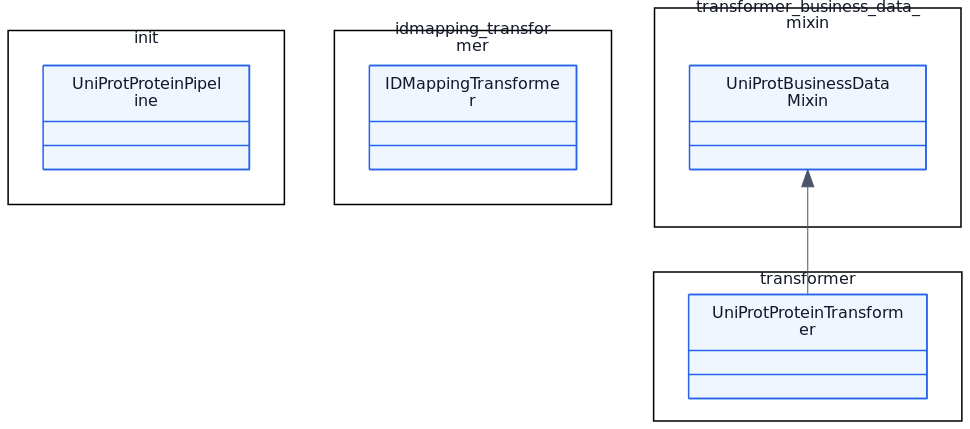 init
UniProtProteinPipel
ine
idmapping_transfor
mer
IDMappingTransforme
r
transformer_business_data_
mixin
UniProtBusinessData
Mixin
transformer
UniProtProteinTransform
er